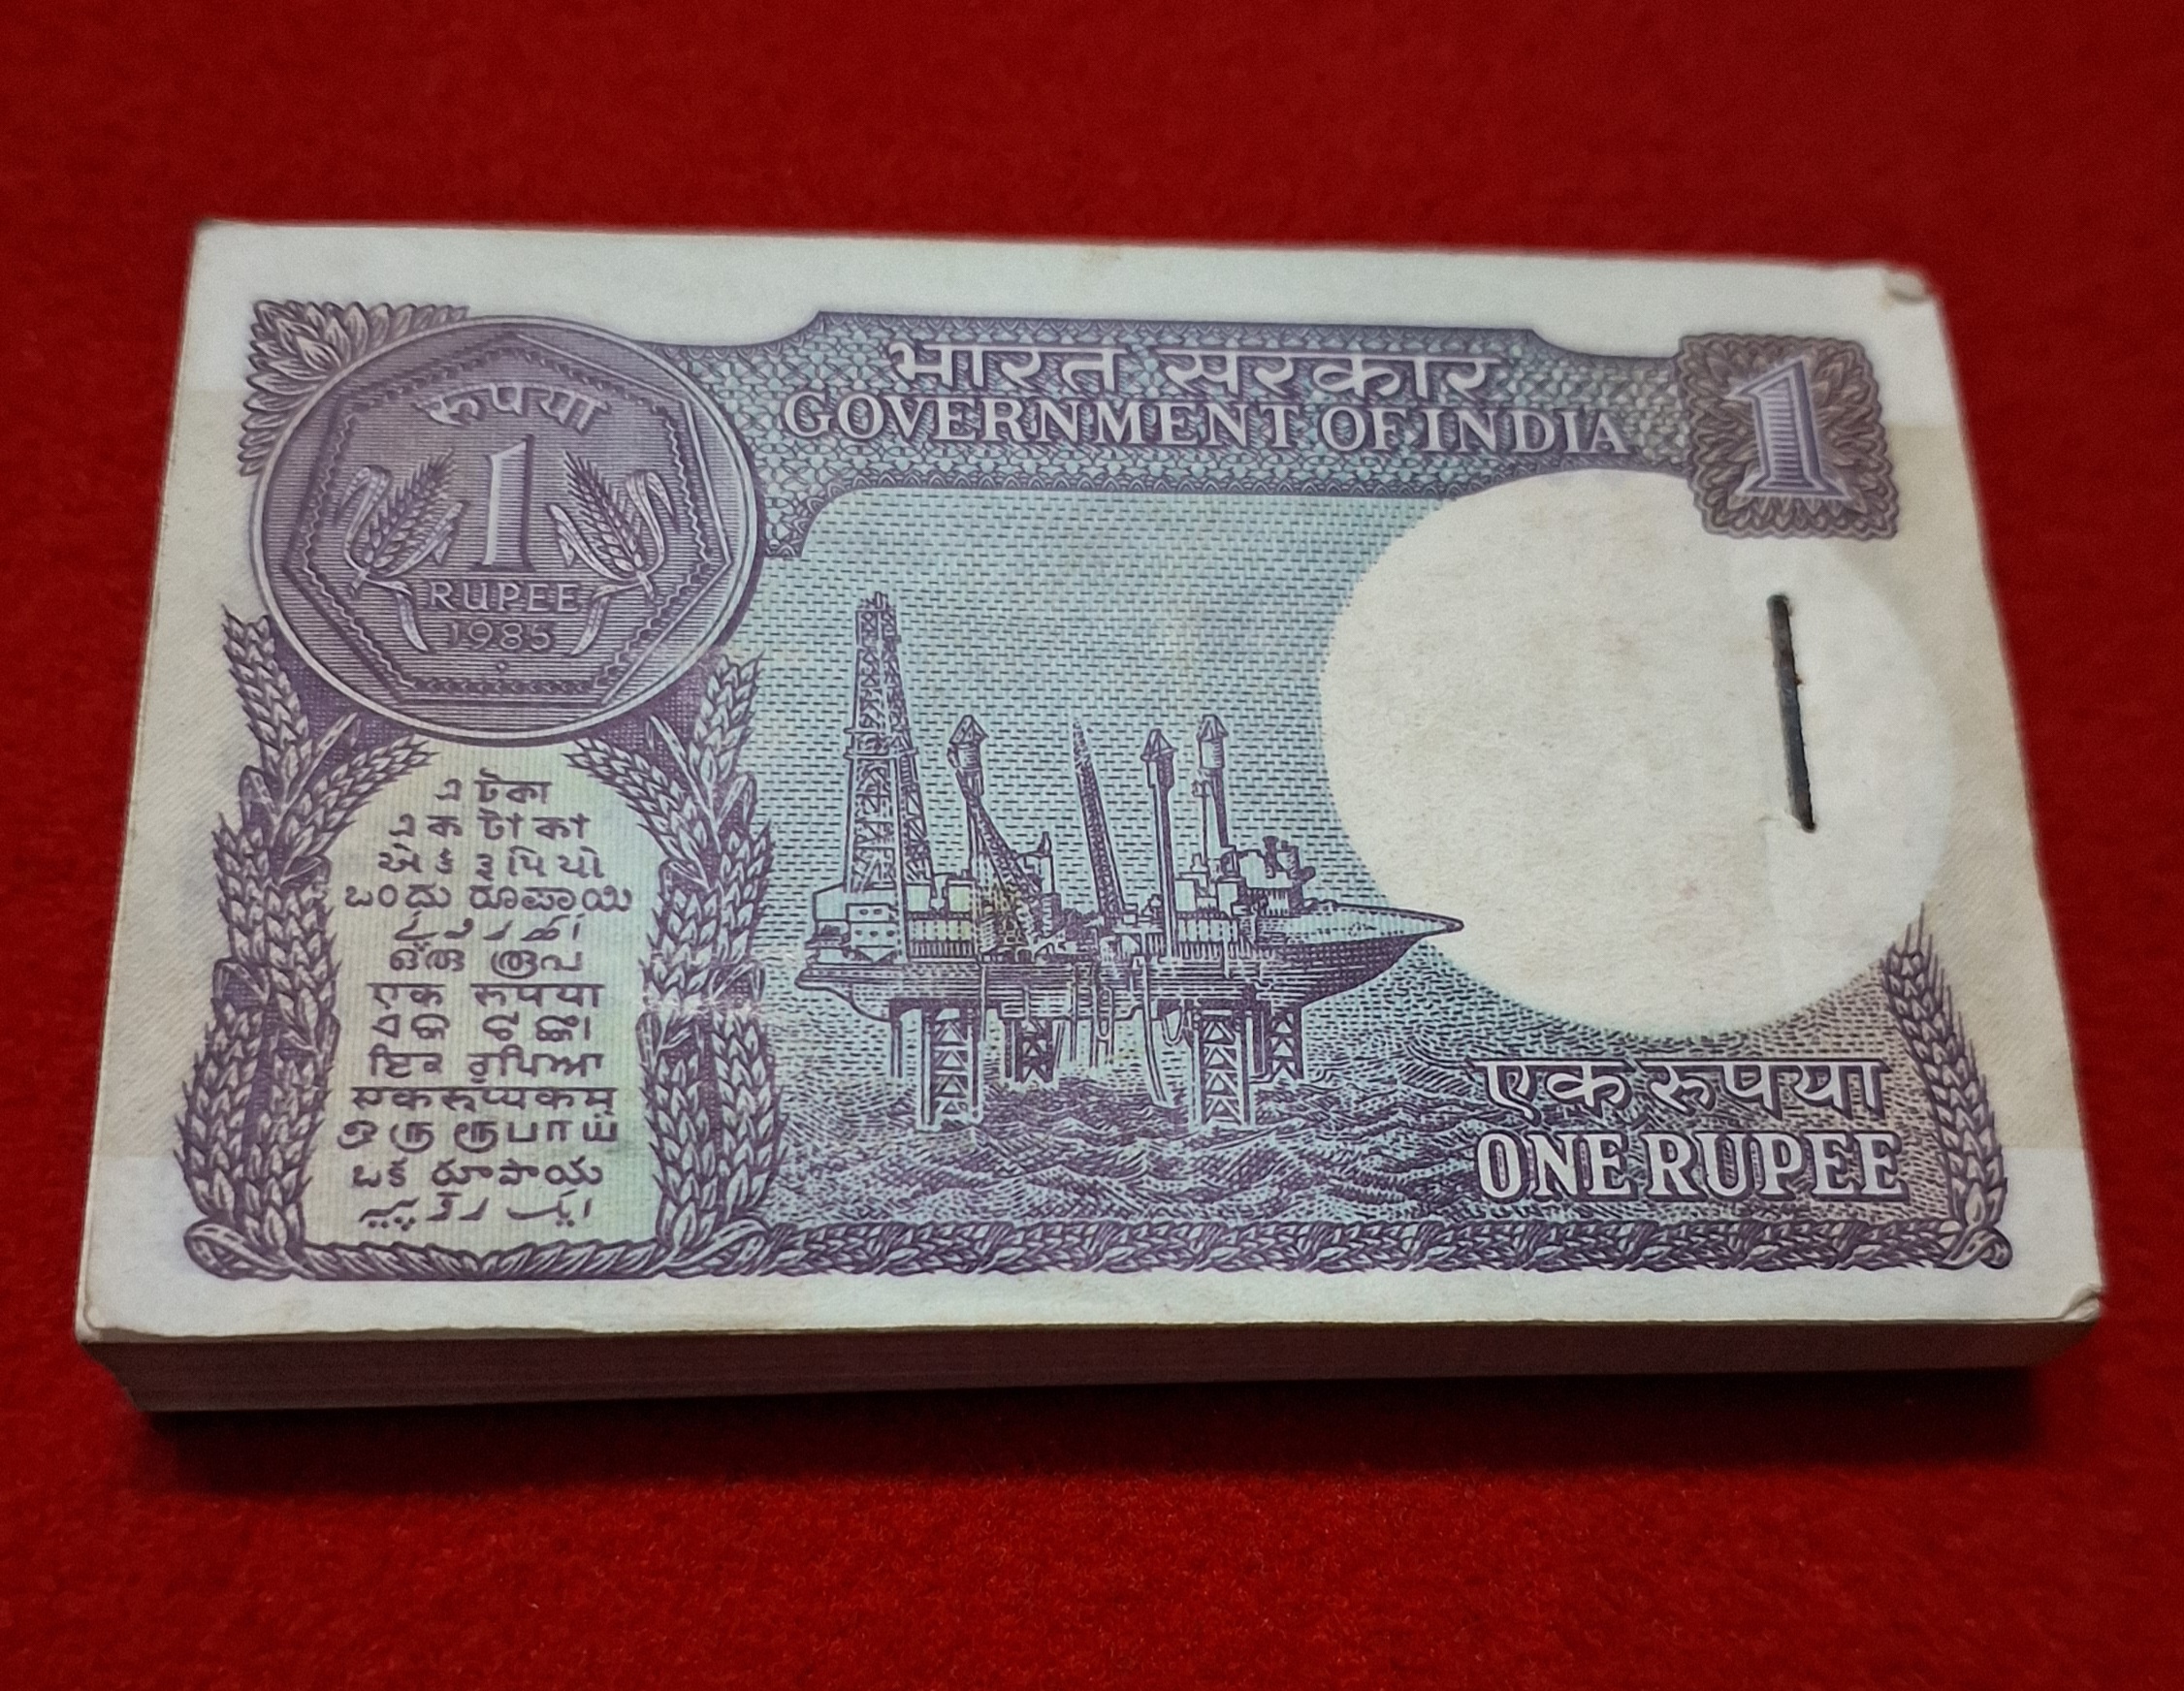 भारत सरकार
GOVERNMENT OF INDIA
1
रुपया
1
RUPEE
1985
এ টকা
এক টাকা
એક રૂપિયો
ಒಂದು ರೂಪಾಯಿ
ഒരു രൂപ
एक रुपया
ଏକ ଟଙ୍କା
ਇਕ ਰੁਪਿਆ
एकरूप्यकम्
ஒரு ரூபாய்
ఒక రూపాయి
ایک روپیہ
एक रुपया
ONE RUPEE